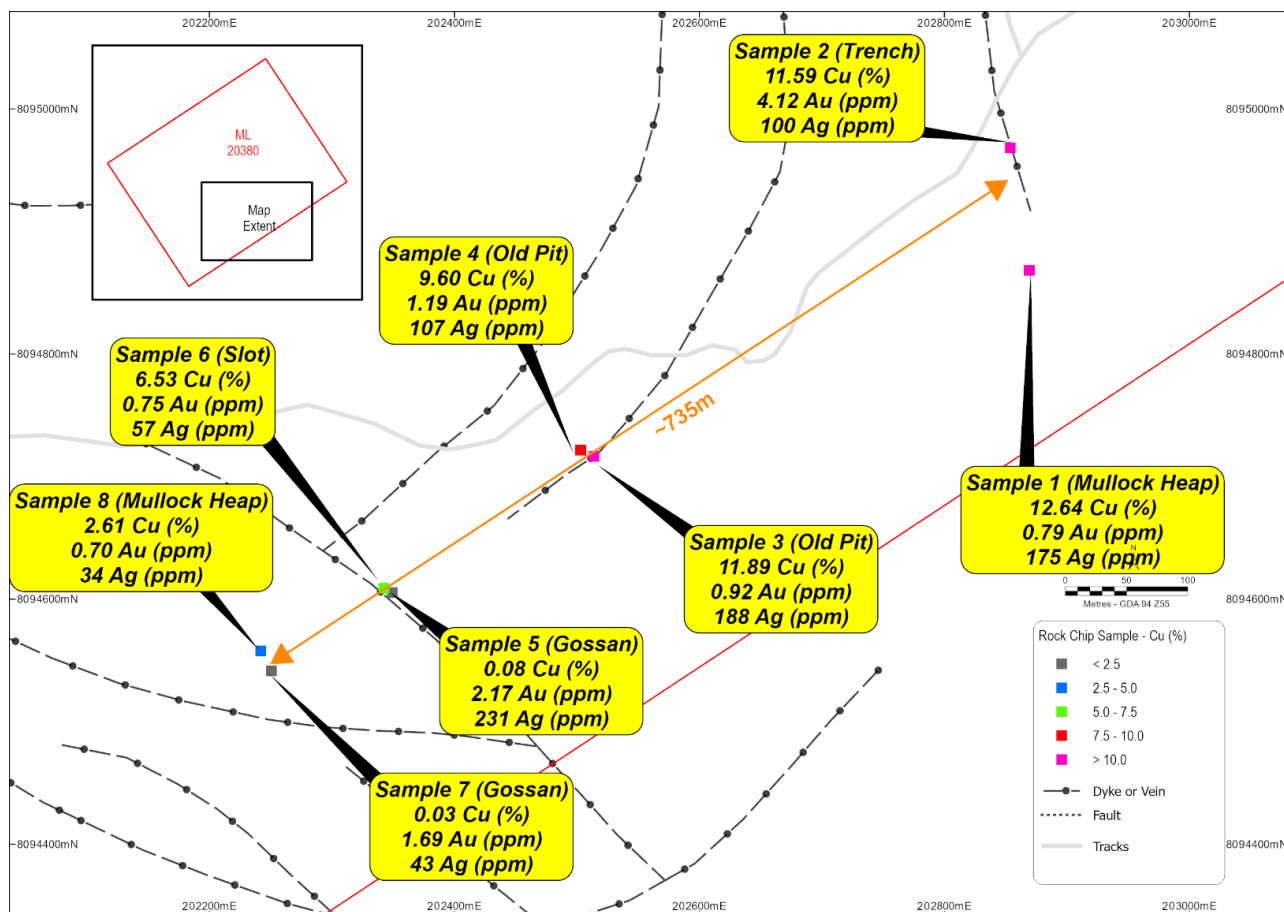 202200mE
202400mE
202600mE
202800mE
203000mE
8095000mN
8095000mN
8094800mN
8094800mN
8094600mN
8094600mN
8094400mN
8094400mN
ML
20380
Map
Extent
Sample 2 (Trench)
11.59 Cu (%)
4.12 Au (ppm)
100 Ag (ppm)
Sample 4 (Old Pit)
9.60 Cu (%)
1.19 Au (ppm)
107 Ag (ppm)
Sample 6 (Slot)
6.53 Cu (%)
0.75 Au (ppm)
57 Ag (ppm)
~735m
Sample 8 (Mullock Heap)
2.61 Cu (%)
0.70 Au (ppm)
34 Ag (ppm)
Sample 1 (Mullock Heap)
12.64 Cu (%)
0.79 Au (ppm)
175 Ag (ppm)
Sample 3 (Old Pit)
11.89 Cu (%)
0.92 Au (ppm)
188 Ag (ppm)
Sample 5 (Gossan)
0.08 Cu (%)
2.17 Au (ppm)
231 Ag (ppm)
Sample 7 (Gossan)
0.03 Cu (%)
1.69 Au (ppm)
43 Ag (ppm)
N
0 50 100
Metres - GDA 94 Z55
Rock Chip Sample - Cu (%)
< 2.5
2.5 - 5.0
5.0 - 7.5
7.5 - 10.0
> 10.0
Dyke or Vein
Fault
Tracks